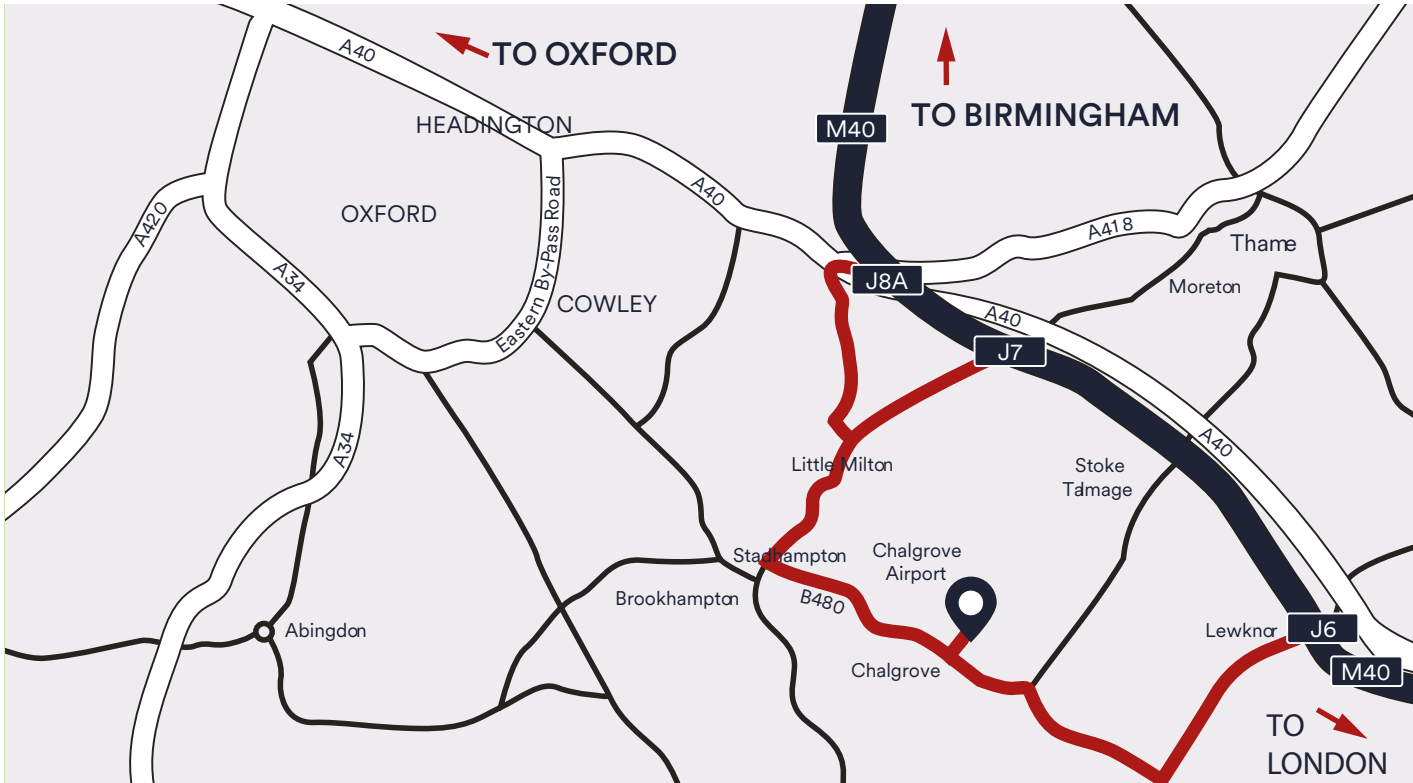 A40
TO OXFORD
TO BIRMINGHAM
M40
HEADINGTON
A40
OXFORD
A420
Eastern By-Pass Road
A418
Thame
A34
J8A
Moreton
COWLEY
A40
J7
A34
A40
Little Milton
Stoke
Talmage
Stadhampton
Chalgrove
Airport
Brookhampton
B480
Abingdon
Lewknor
J6
Chalgrove
M40
TO
LONDON